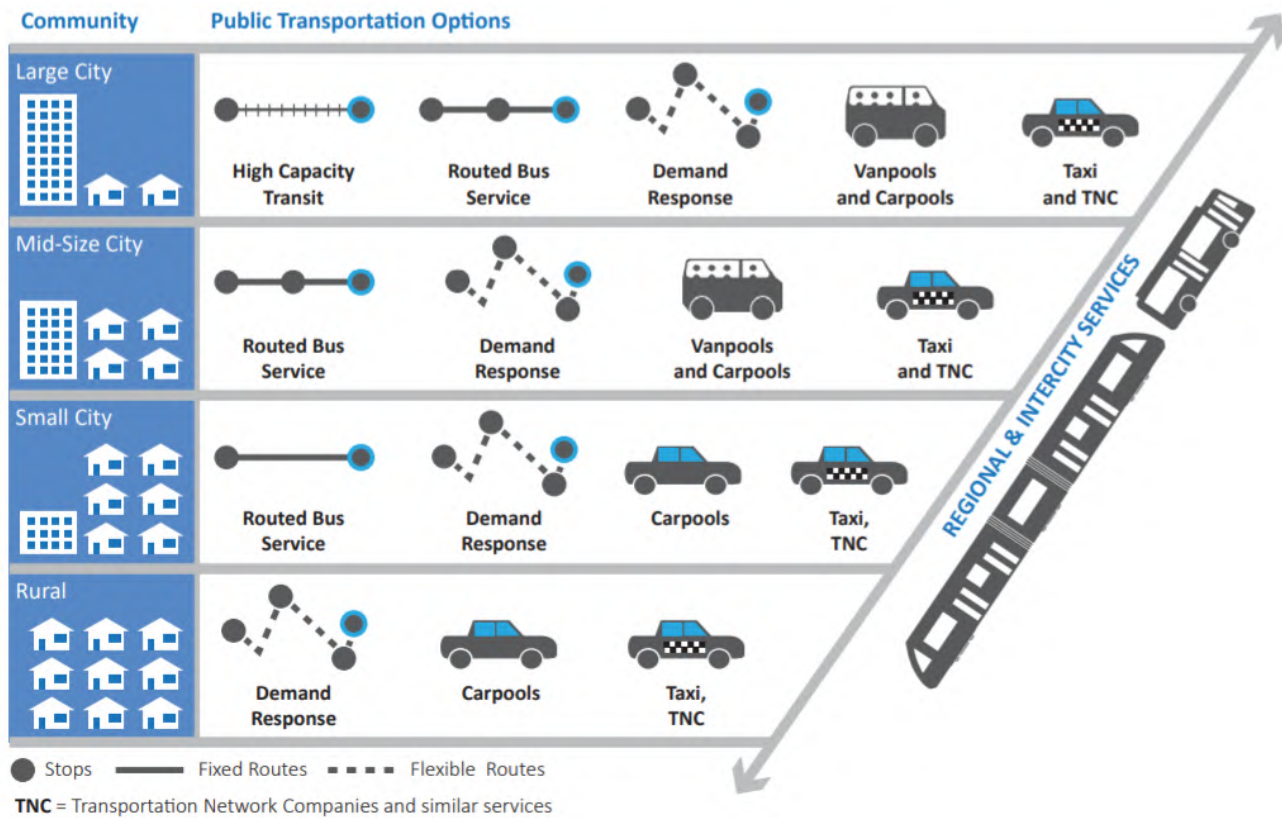 Community
Public Transportation Options
Large City
High Capacity
Transit
Routed Bus
Service
Demand
Response
Vanpools
and Carpools
Taxi
and TNC
Mid-Size City
Routed Bus
Service
Demand
Response
Vanpools
and Carpools
Taxi
and TNC
Small City
Routed Bus
Service
Demand
Response
Carpools
Taxi,
TNC
Rural
Demand
Response
Carpools
Taxi,
TNC
REGIONAL & INTERCITY SERVICES
Stops
Fixed Routes
Flexible Routes
TNC = Transportation Network Companies and similar services